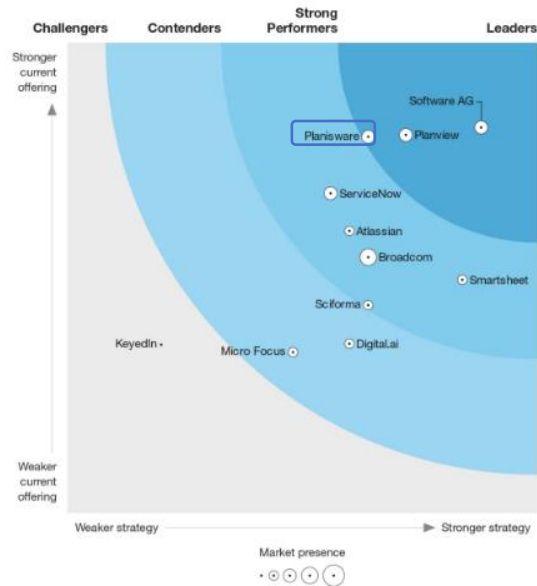 Challengers Contenders Strong Performers Leaders
Stronger current offering
Software AG
Planisware
Planview
ServiceNow
Atlassian
Broadcom
Smartsheet
Sciforma
KeyedIn
Micro Focus
Digital.ai
Weaker current offering
Weaker strategy
Stronger strategy
Market presence